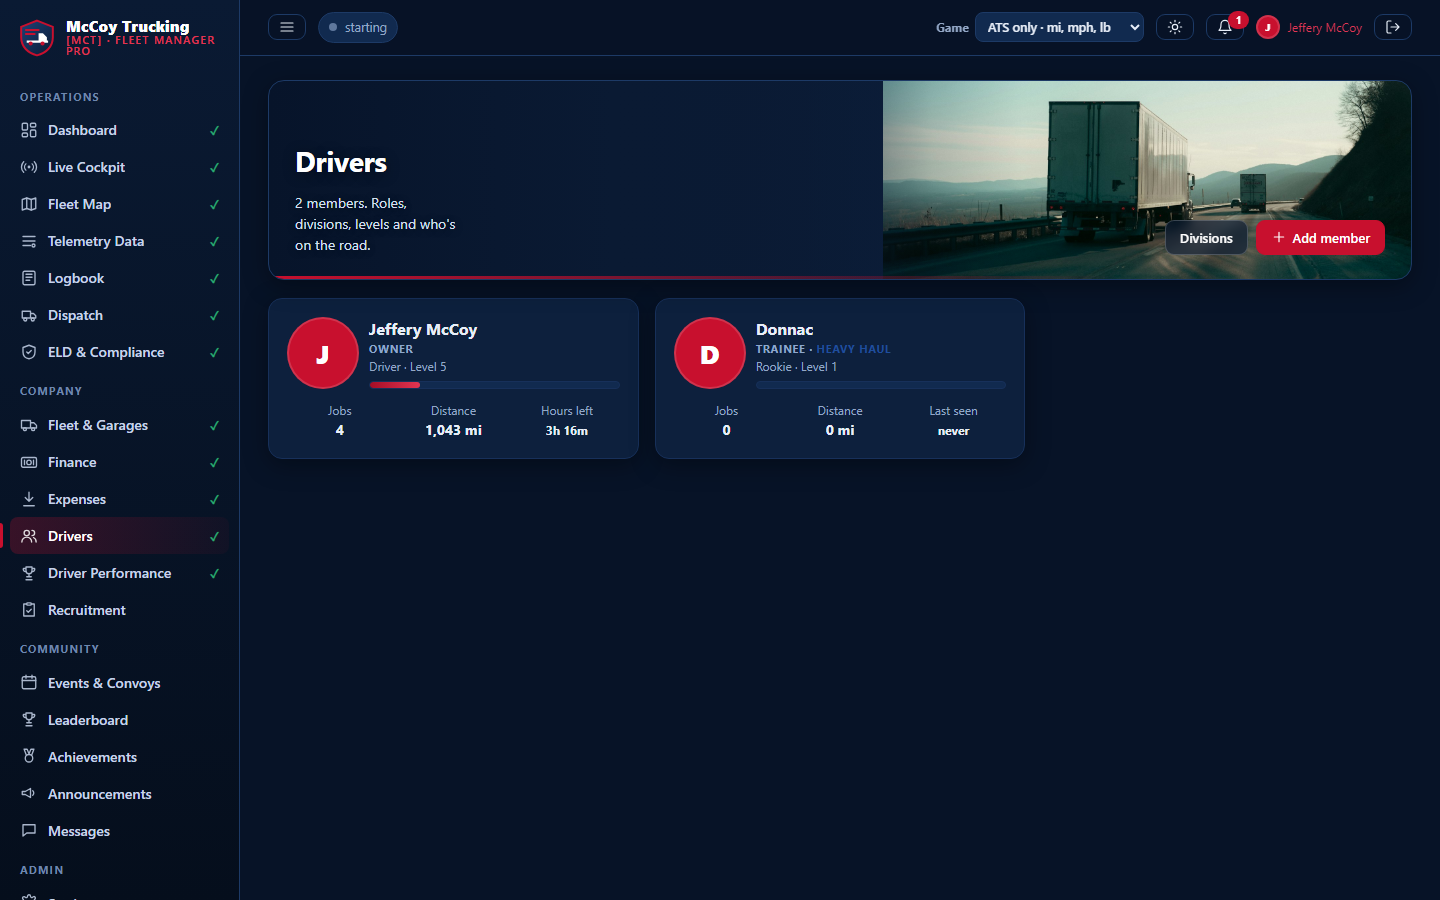 McCoy Trucking
[MCT] · FLEET MANAGER
PRO
OPERATIONS
Dashboard
Live Cockpit
Fleet Map
Telemetry Data
Logbook
Dispatch
ELD & Compliance
COMPANY
Fleet & Garages
Finance
Expenses
Drivers
Driver Performance
Recruitment
COMMUNITY
Events & Convoys
Leaderboard
Achievements
Announcements
Messages
ADMIN
starting
Game
ATS only · mi, mph, lb
1
J
Jeffery McCoy
Drivers
2 members. Roles,
divisions, levels and who's
on the road.
Divisions
+ Add member
J
Jeffery McCoy
OWNER
Driver · Level 5
Jobs Distance Hours left
4 1,043 mi 3h 16m
D
Donnac
TRAINEE · HEAVY HAUL
Rookie · Level 1
Jobs Distance Last seen
0 0 mi never